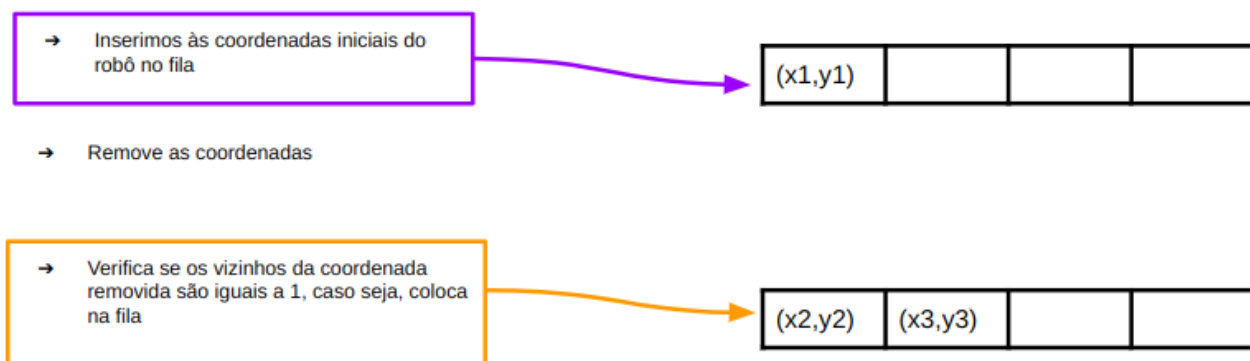 ➔ Inserimos às coordenadas iniciais do
robô no fila
(x1,y1)
➔ Remove as coordenadas
➔ Verifica se os vizinhos da coordenada
removida são iguais a 1, caso seja, coloca
na fila
(x2,y2) (x3,y3)